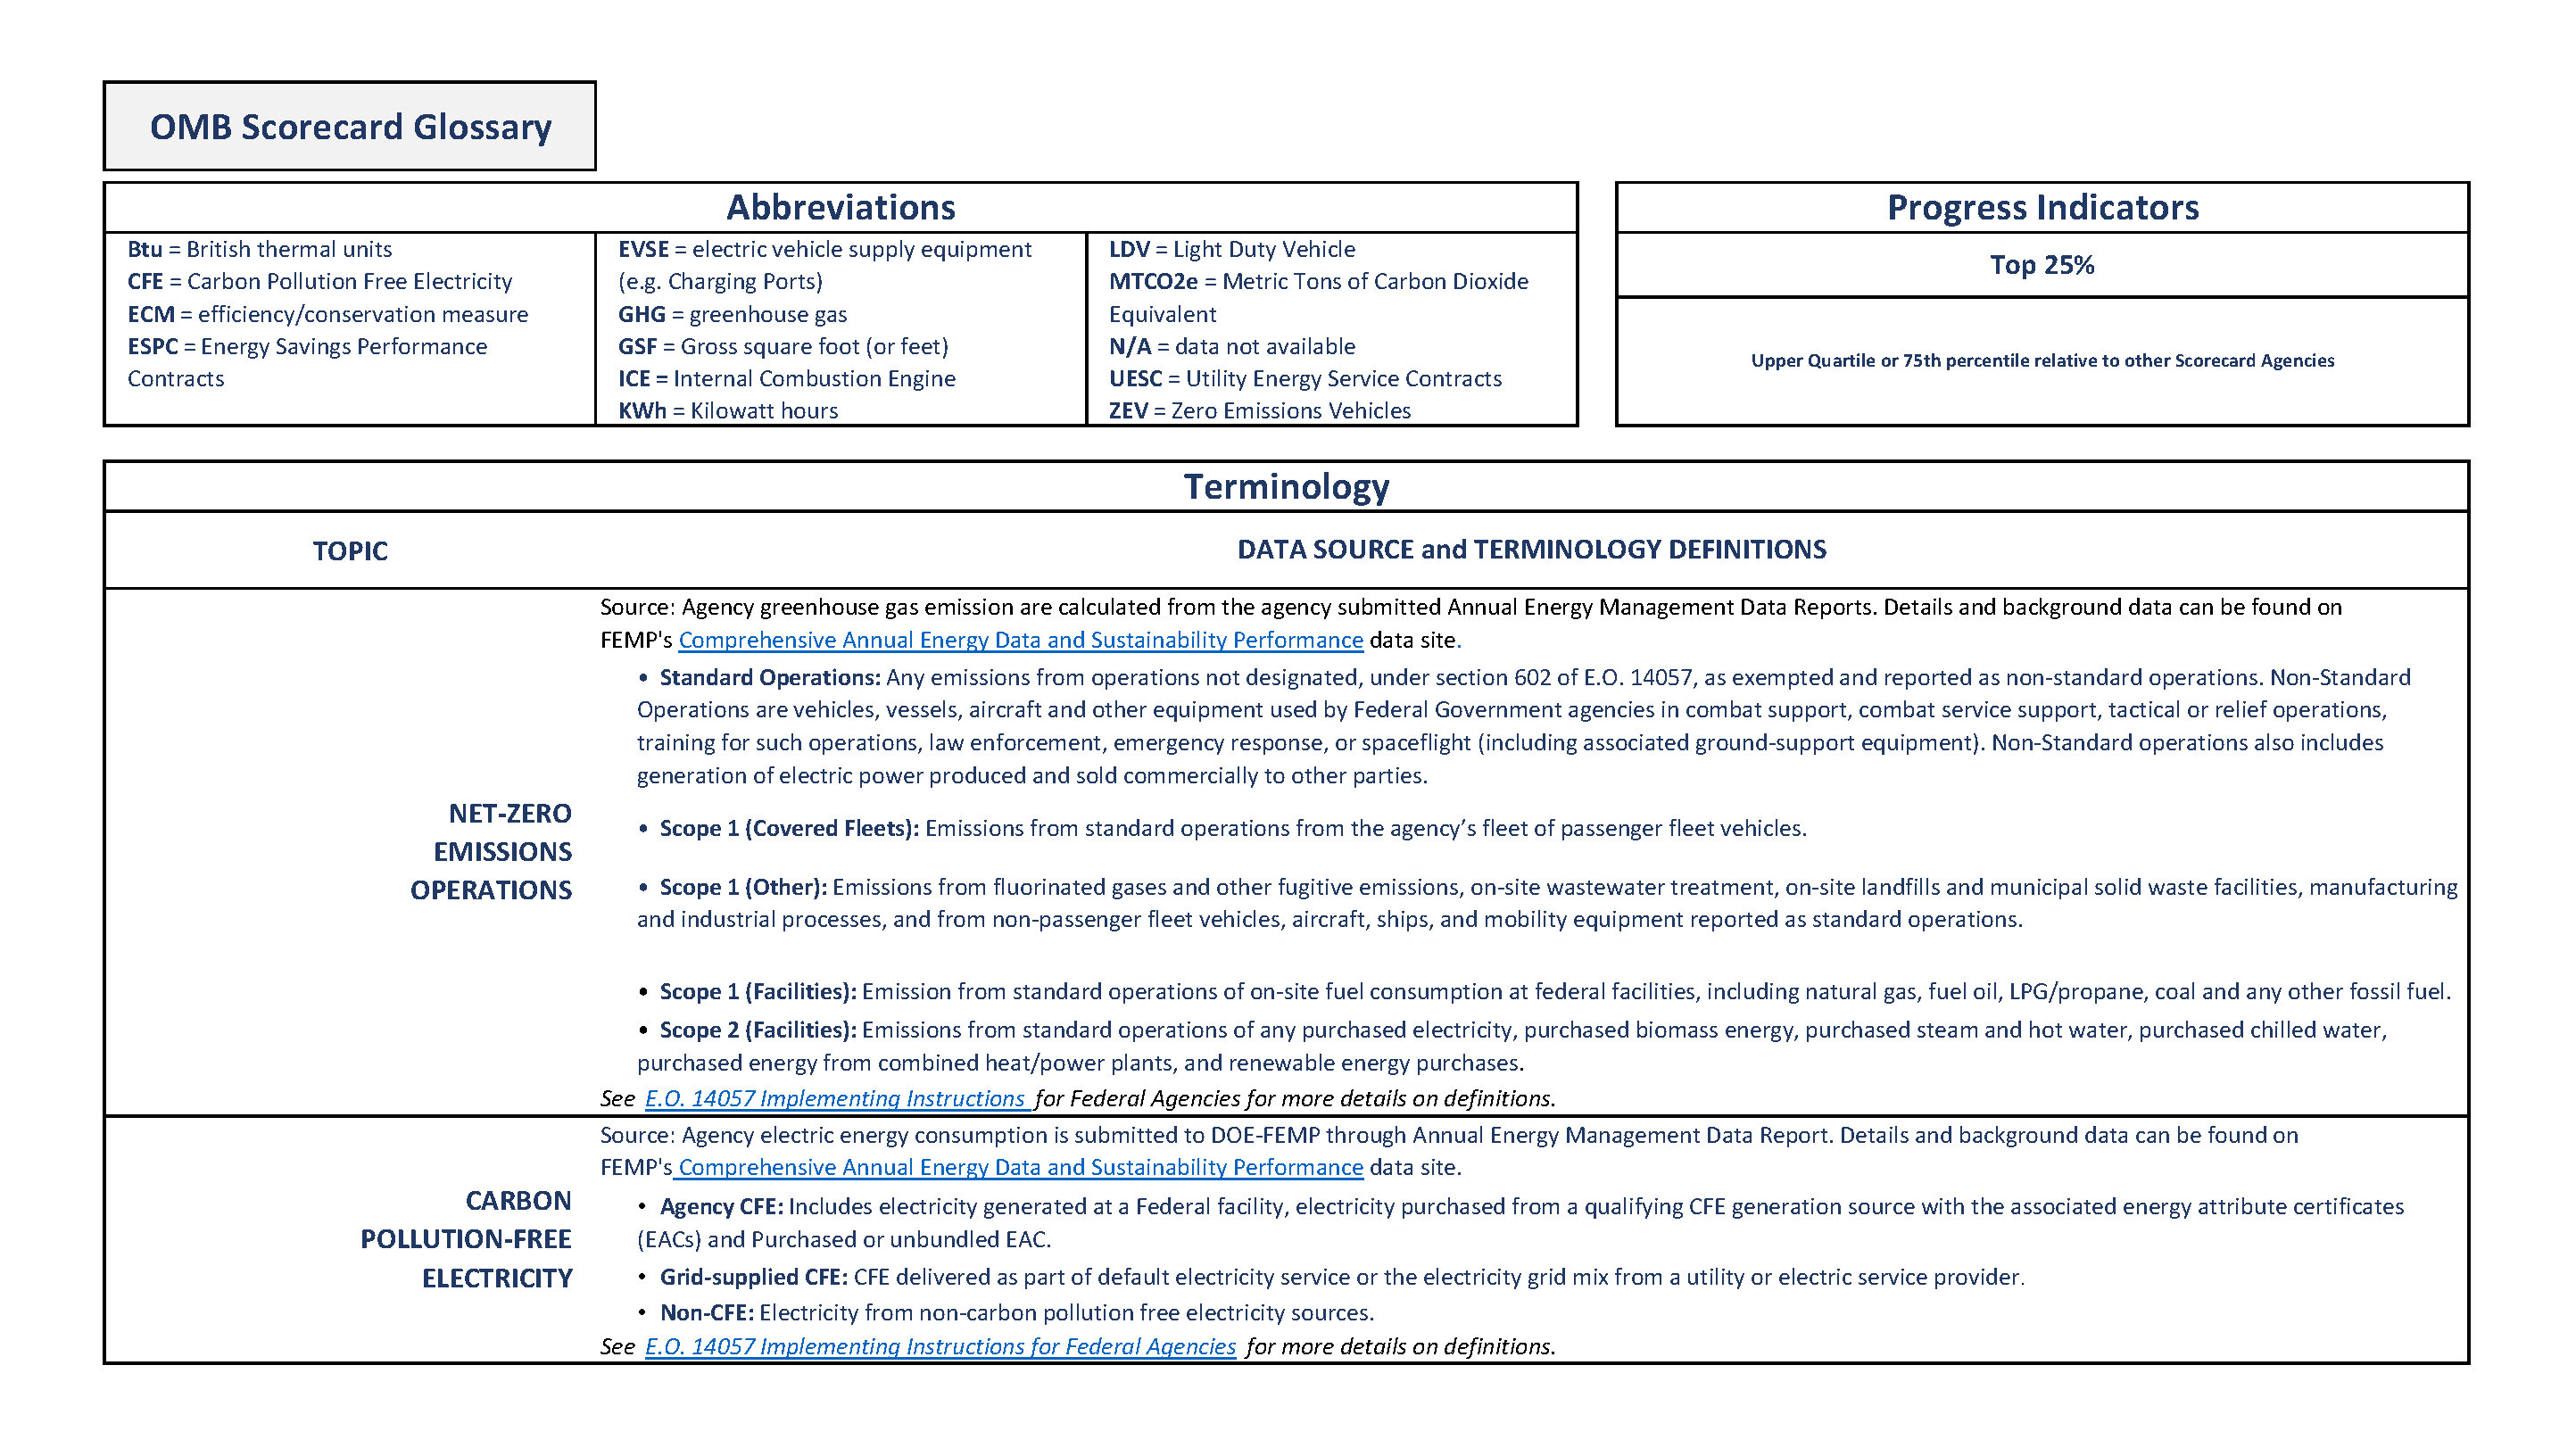 OMB Scorecard Glossary
Abbreviations
Btu = British thermal units
CFE = Carbon Pollution Free Electricity
ECM = efficiency/conservation measure
ESPC = Energy Savings Performance
Contracts
EVSE = electric vehicle supply equipment
(e.g. Charging Ports)
GHG = greenhouse gas
GSF = Gross square foot (or feet)
ICE = Internal Combustion Engine
KWh = Kilowatt hours
LDV = Light Duty Vehicle
MTCO2e = Metric Tons of Carbon Dioxide
Equivalent
N/A = data not available
UESC = Utility Energy Service Contracts
ZEV = Zero Emissions Vehicles
Progress Indicators
Top 25%
Upper Quartile or 75th percentile relative to other Scorecard Agencies
Terminology
TOPIC
DATA SOURCE and TERMINOLOGY DEFINITIONS
NET-ZERO
EMISSIONS
OPERATIONS
Source: Agency greenhouse gas emission are calculated from the agency submitted Annual Energy Management Data Reports. Details and background data can be found on
FEMP's Comprehensive Annual Energy Data and Sustainability Performance data site.
• Standard Operations: Any emissions from operations not designated, under section 602 of E.O. 14057, as exempted and reported as non-standard operations. Non-Standard
Operations are vehicles, vessels, aircraft and other equipment used by Federal Government agencies in combat support, combat service support, tactical or relief operations,
training for such operations, law enforcement, emergency response, or spaceflight (including associated ground-support equipment). Non-Standard operations also includes
generation of electric power produced and sold commercially to other parties.
• Scope 1 (Covered Fleets): Emissions from standard operations from the agency’s fleet of passenger fleet vehicles.
• Scope 1 (Other): Emissions from fluorinated gases and other fugitive emissions, on-site wastewater treatment, on-site landfills and municipal solid waste facilities, manufacturing
and industrial processes, and from non-passenger fleet vehicles, aircraft, ships, and mobility equipment reported as standard operations.
• Scope 1 (Facilities): Emission from standard operations of on-site fuel consumption at federal facilities, including natural gas, fuel oil, LPG/propane, coal and any other fossil fuel.
• Scope 2 (Facilities): Emissions from standard operations of any purchased electricity, purchased biomass energy, purchased steam and hot water, purchased chilled water,
purchased energy from combined heat/power plants, and renewable energy purchases.
See E.O. 14057 Implementing Instructions for Federal Agencies for more details on definitions.
CARBON
POLLUTION-FREE
ELECTRICITY
Source: Agency electric energy consumption is submitted to DOE-FEMP through Annual Energy Management Data Report. Details and background data can be found on
FEMP's Comprehensive Annual Energy Data and Sustainability Performance data site.
• Agency CFE: Includes electricity generated at a Federal facility, electricity purchased from a qualifying CFE generation source with the associated energy attribute certificates
(EACs) and Purchased or unbundled EAC.
• Grid-supplied CFE: CFE delivered as part of default electricity service or the electricity grid mix from a utility or electric service provider.
• Non-CFE: Electricity from non-carbon pollution free electricity sources.
See E.O. 14057 Implementing Instructions for Federal Agencies for more details on definitions.